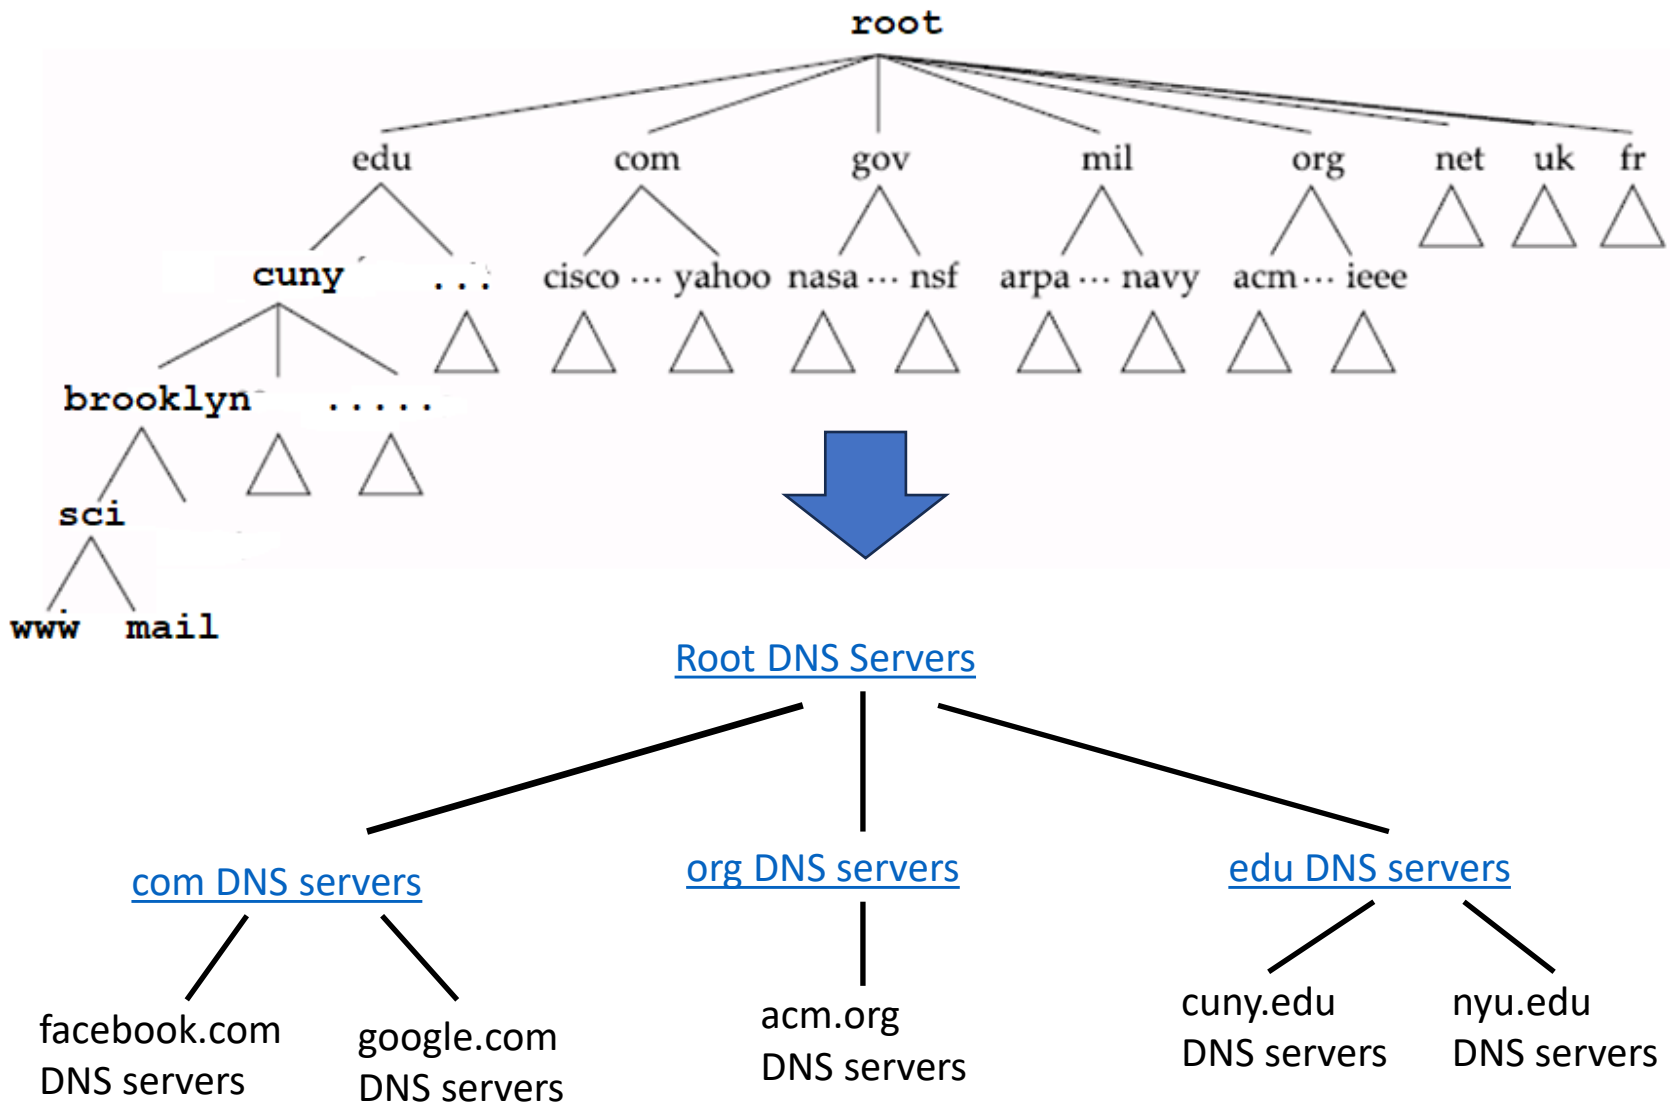 root
edu com gov mil org net uk fr
cuny ... cisco ... yahoo nasa ... nsf arpa ... navy acm ... ieee
brooklyn .....
sci
www mail
Root DNS Servers
com DNS servers org DNS servers edu DNS servers
facebook.com
DNS servers
google.com
DNS servers
acm.org
DNS servers
cuny.edu
DNS servers
nyu.edu
DNS servers